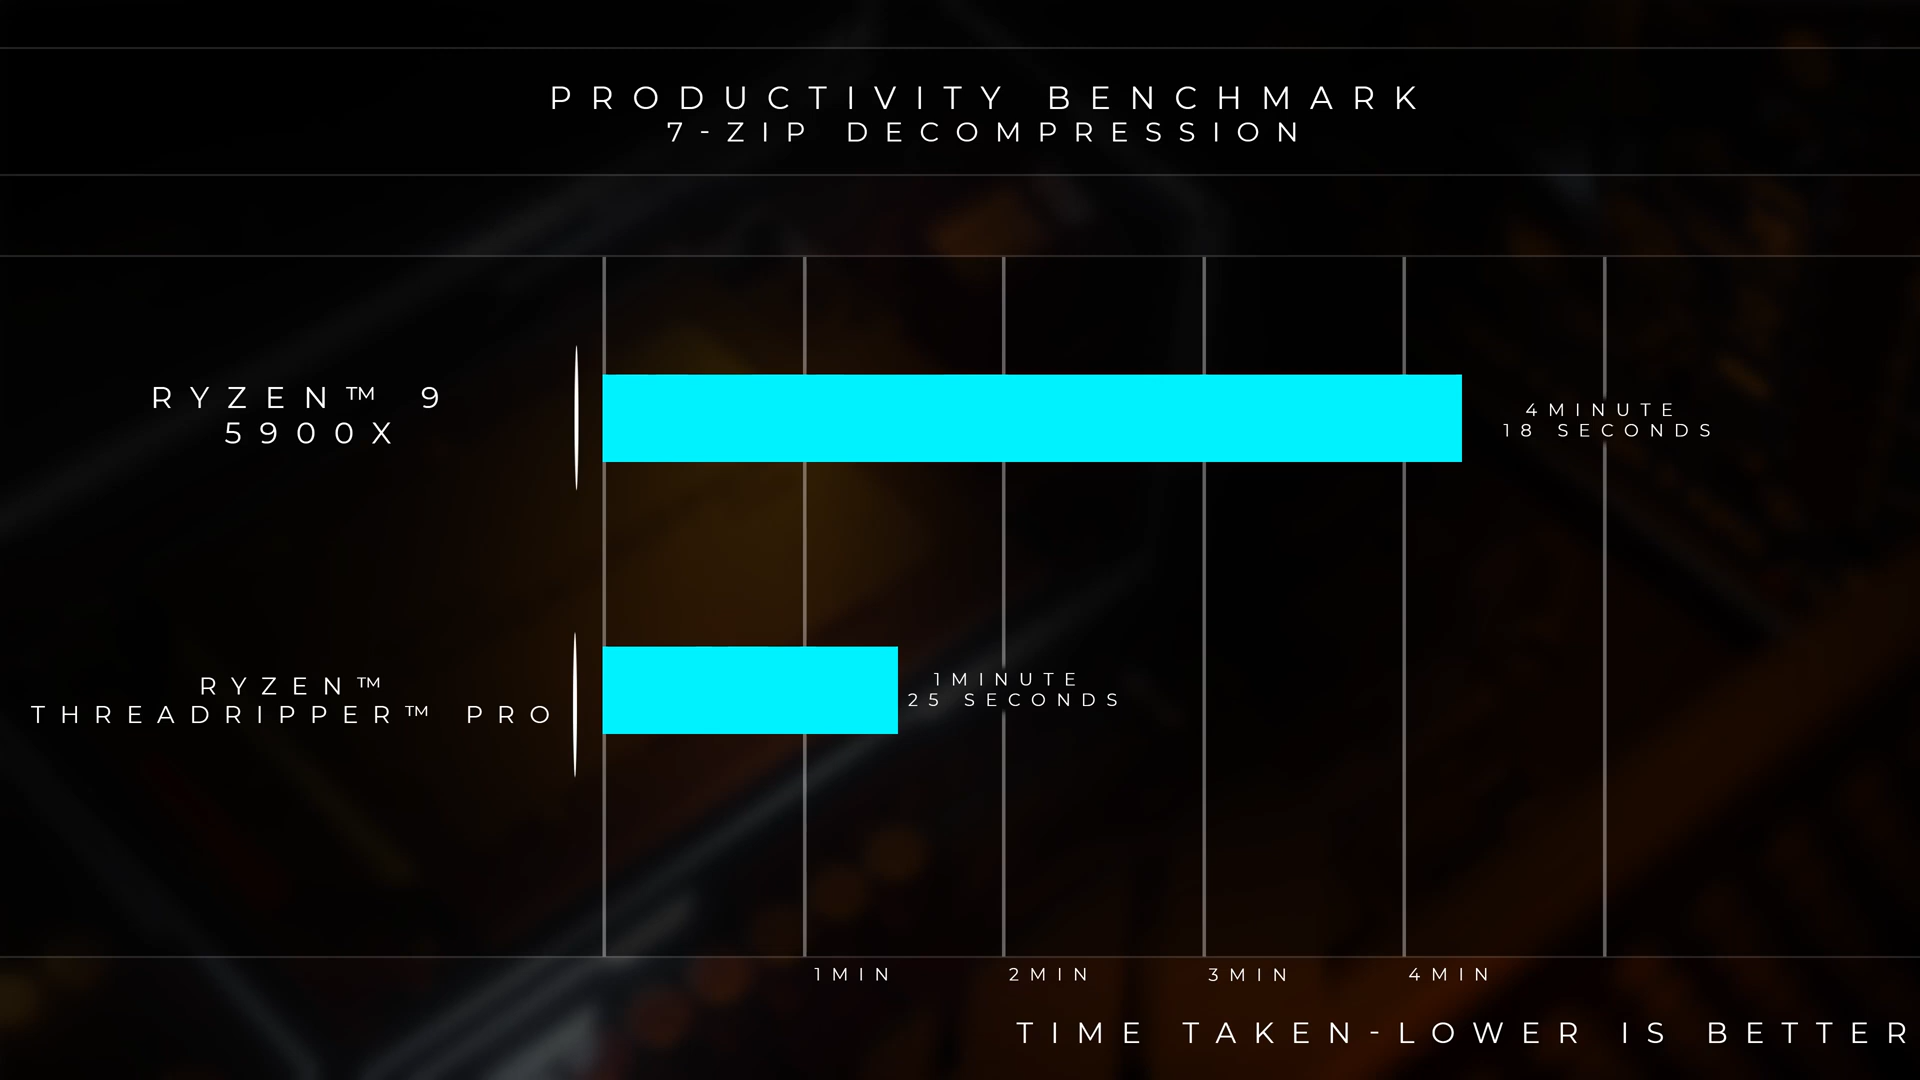 PRODUCTIVITY BENCHMARK
7-ZIP DECOMPRESSION
RYZEN™ 9
5900X
4MINUTE
18 SECONDS
RYZEN™
THREADRIPPER™ PRO
1MINUTE
25 SECONDS
1MIN 2MIN 3MIN 4MIN
TIME TAKEN-LOWER IS BETTER